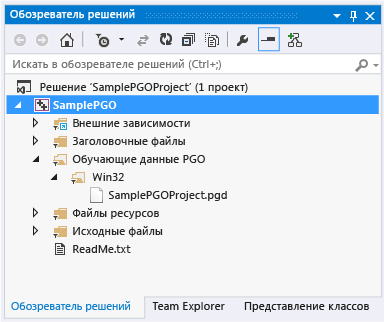 Обозреватель решений
Искать в обозревателе решений (Ctrl+;)
Решение ‘SamplePGOProject’ (1 проект)
SamplePGO
Внешние зависимости
Заголовочные файлы
Обучающие данные PGO
Win32
SamplePGOProject.pgd
Файлы ресурсов
Исходные файлы
ReadMe.txt
Обозреватель решений Team Explorer Представление классов